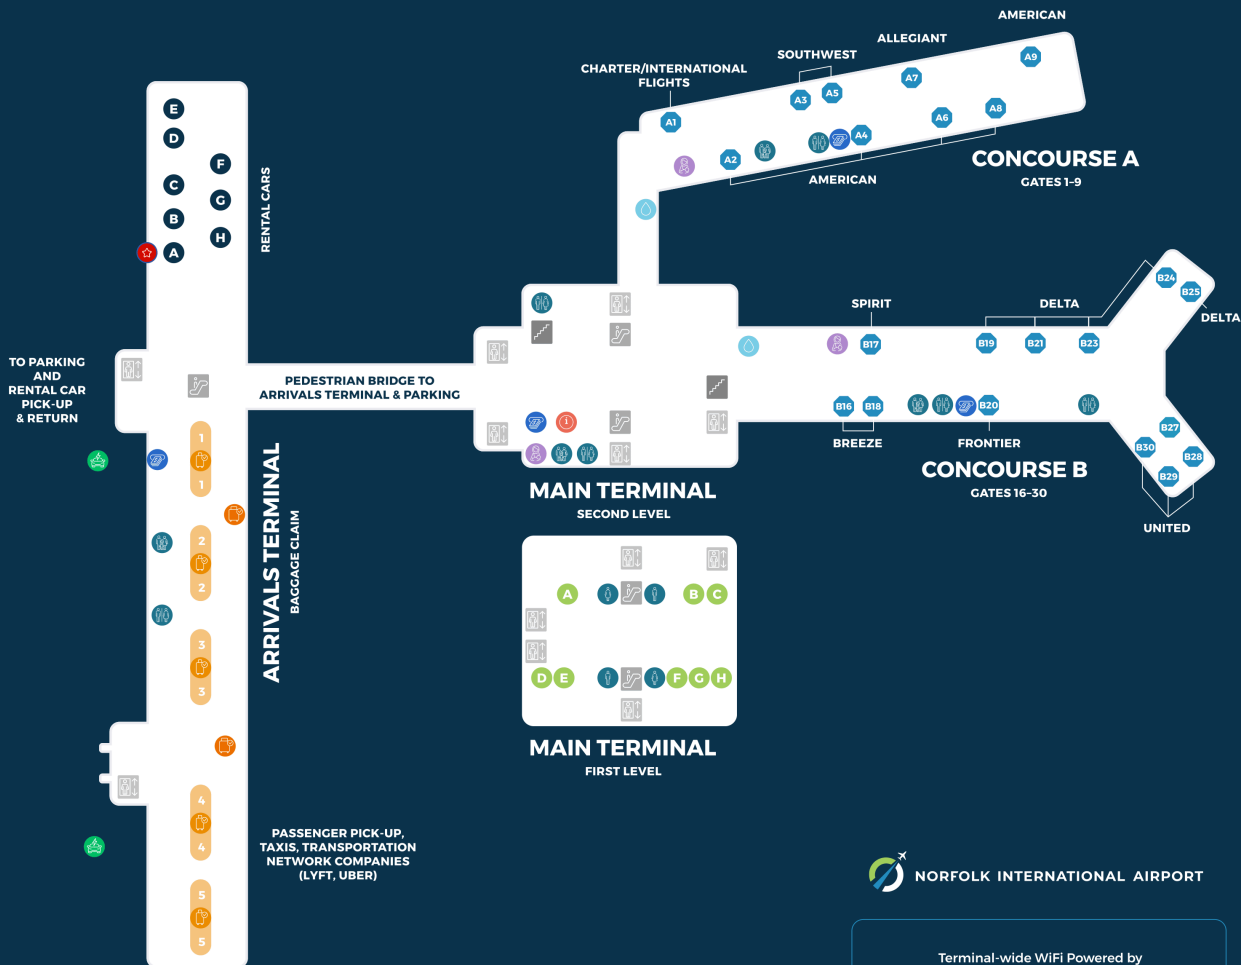 AMERICAN
ALLEGIANT
SOUTHWEST
CHARTER/INTERNATIONAL
FLIGHTS
A9
A7
A5
A3
A8
A6
A1
A4
A2
AMERICAN
CONCOURSE A
GATES 1–9
E
D
F
C
G
B
H
A
RENTAL CARS
TO PARKING
AND
RENTAL CAR
PICK-UP
& RETURN
PEDESTRIAN BRIDGE TO
ARRIVALS TERMINAL & PARKING
SPIRIT
DELTA
B24
B25
DELTA
B17
B19
B21
B23
B16
B18
B20
BREEZE
FRONTIER
B27
B30
B28
B29
UNITED
CONCOURSE B
GATES 16–30
MAIN TERMINAL
SECOND LEVEL
1
1
2
2
3
3
4
4
5
5
ARRIVALS TERMINAL
BAGGAGE CLAIM
A
B
C
D
E
F
G
H
MAIN TERMINAL
FIRST LEVEL
PASSENGER PICK-UP,
TAXIS, TRANSPORTATION
NETWORK COMPANIES
(LYFT, UBER)
NORFOLK INTERNATIONAL AIRPORT
Terminal-wide WiFi Powered by